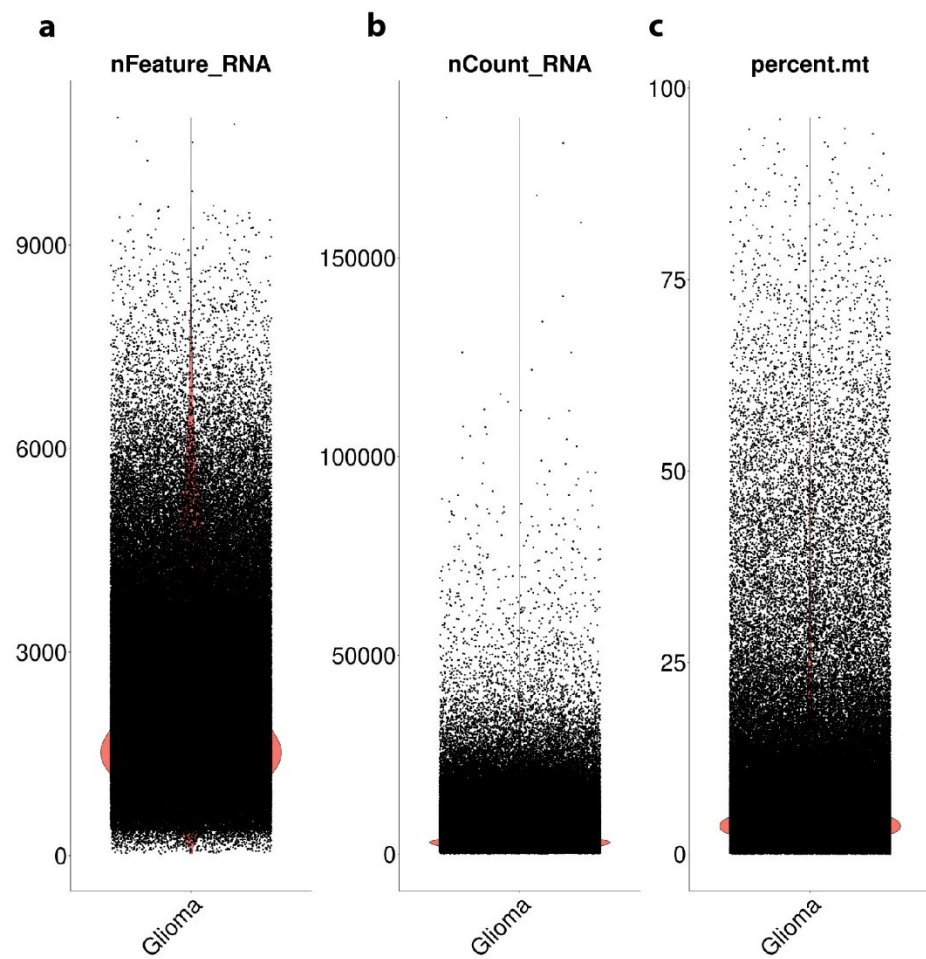 a
nFeature_RNA
9000
6000
3000
0
Glioma
b
nCount_RNA
150000
100000
50000
0
Glioma
c
percent.mt
100
75
50
25
0
Glioma